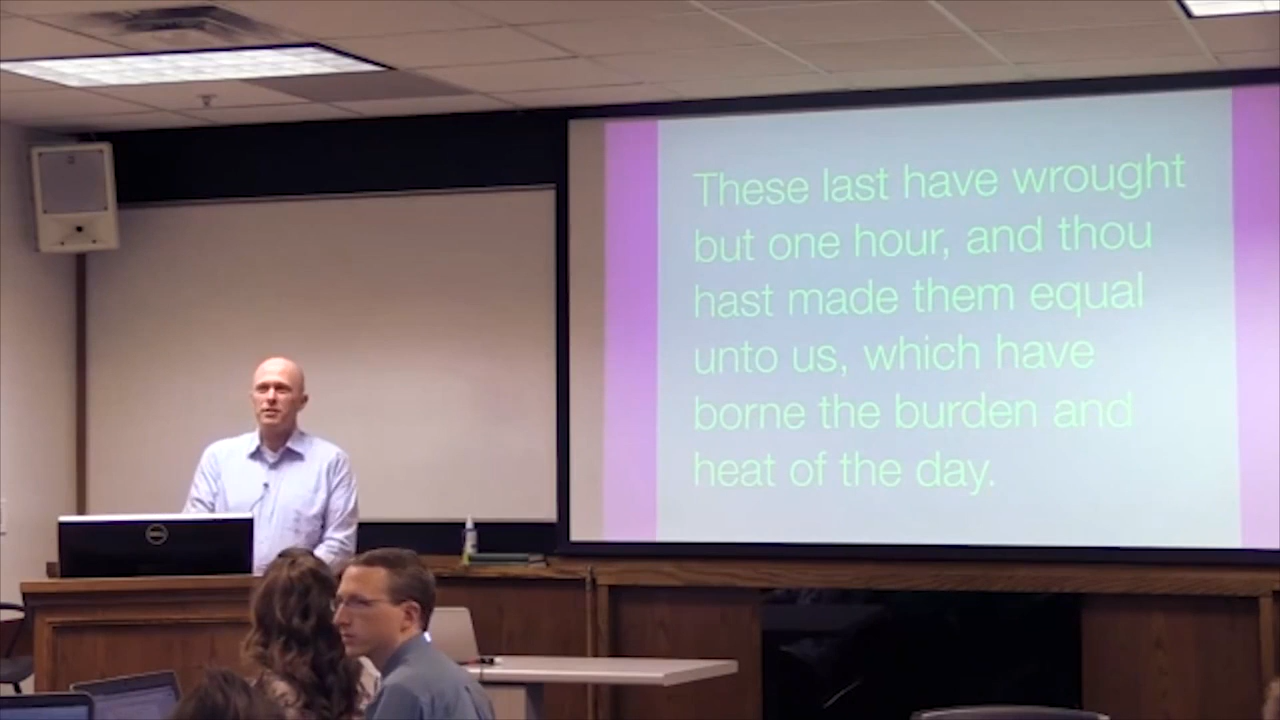 These last have wrought
but one hour, and thou
hast made them equal
unto us, which have
borne the burden and
heat of the day.
DELL